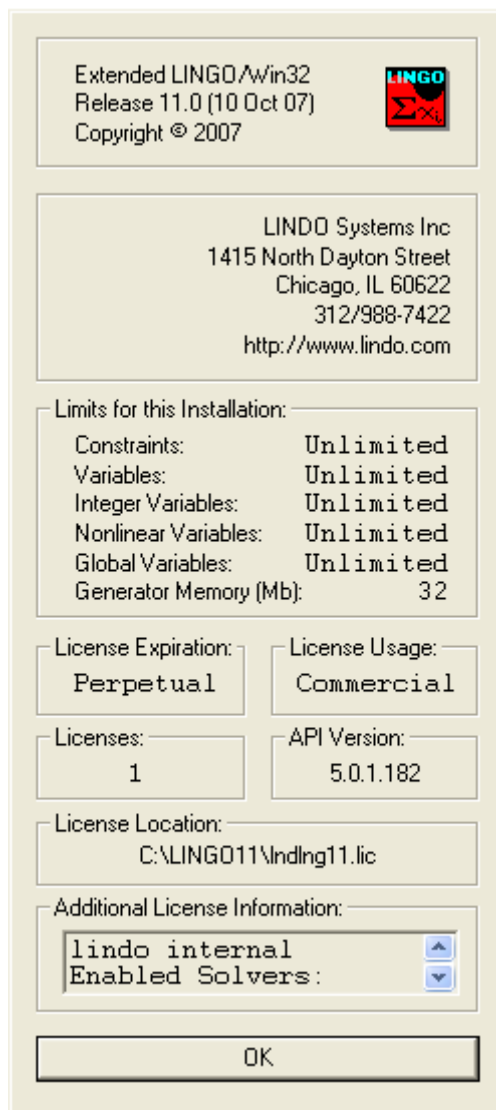 Extended LINGO/Win32
Release 11.0 (10 Oct 07)
Copyright © 2007
LINGO
Σxi
LINDO Systems Inc
1415 North Dayton Street
Chicago, IL 60622
312/988-7422
http://www.lindo.com
Limits for this Installation:
Constraints: Unlimited
Variables: Unlimited
Integer Variables: Unlimited
Nonlinear Variables: Unlimited
Global Variables: Unlimited
Generator Memory (Mb): 32
License Expiration:
Perpetual
License Usage:
Commercial
Licenses:
1
API Version:
5.0.1.182
License Location:
C:\LINGO11\lndlng11.lic
Additional License Information:
lindo internal
Enabled Solvers:
OK